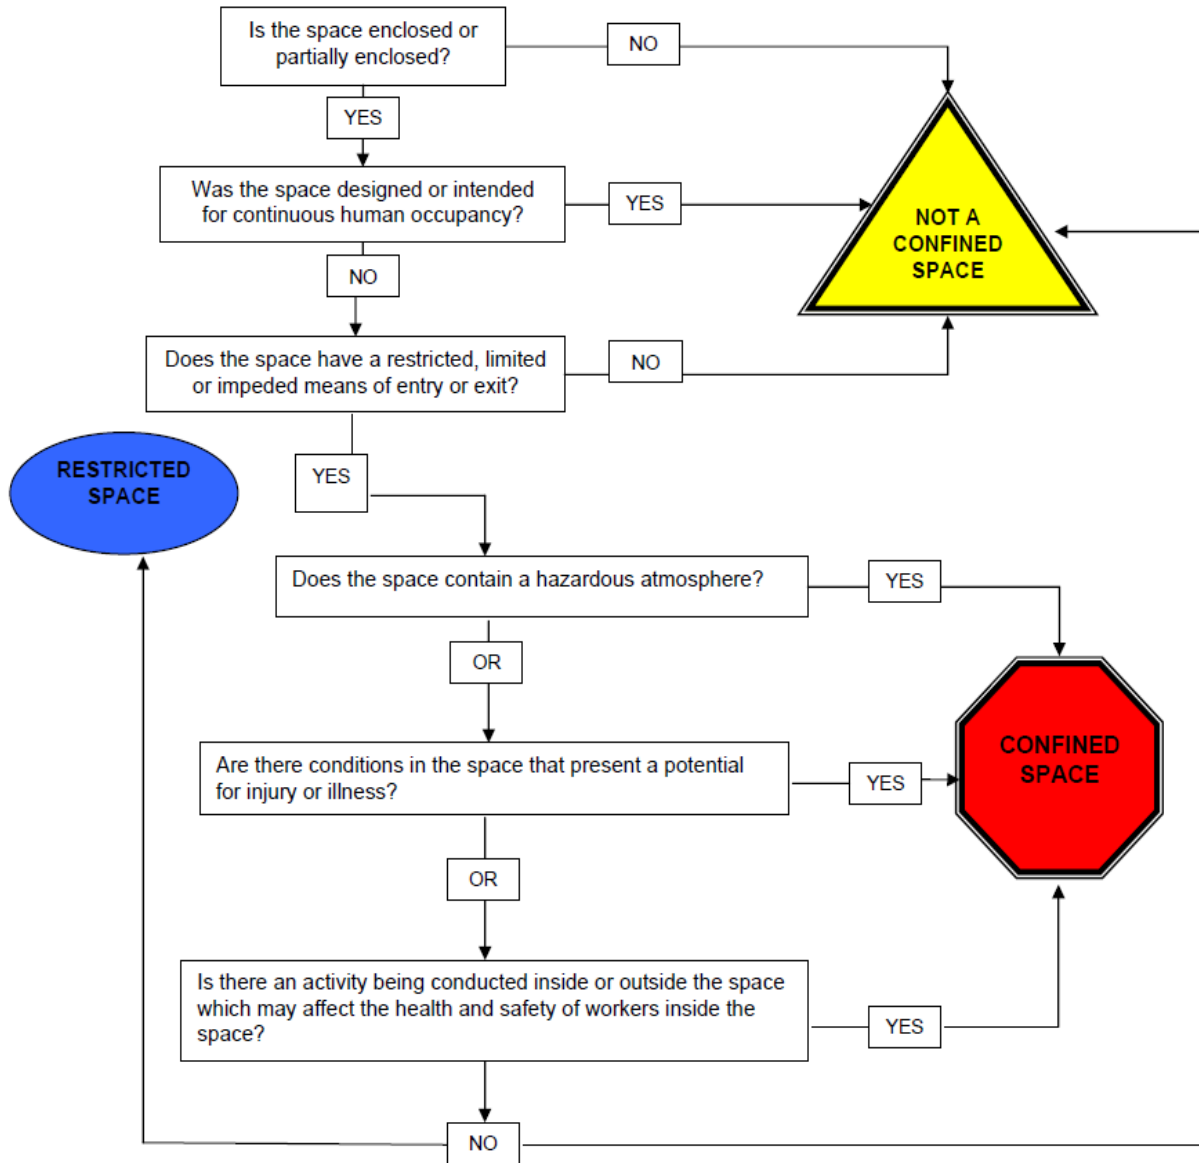 Is the space enclosed or
partially enclosed?
NO
YES
Was the space designed or intended
for continuous human occupancy?
YES
NOT A
CONFINED
SPACE
NO
Does the space have a restricted, limited
or impeded means of entry or exit?
NO
RESTRICTED
SPACE
YES
Does the space contain a hazardous atmosphere?
YES
OR
Are there conditions in the space that present a potential
for injury or illness?
YES
CONFINED
SPACE
OR
Is there an activity being conducted inside or outside the space
which may affect the health and safety of workers inside the
space?
YES
NO